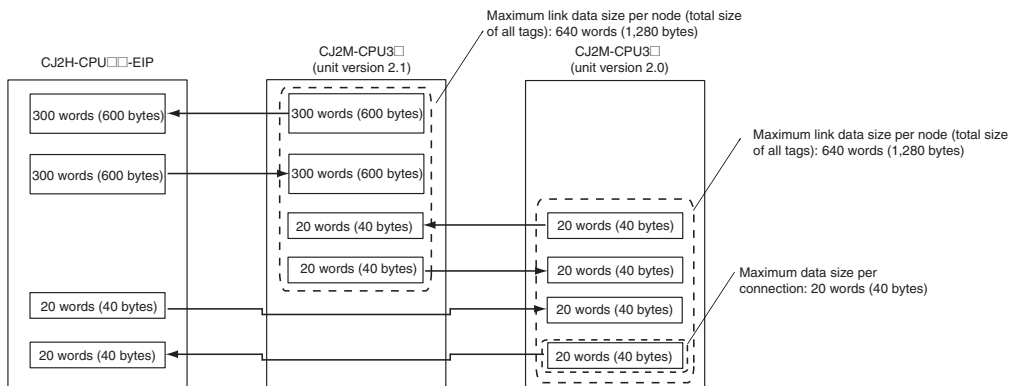 Maximum link data size per node (total size
of all tags): 640 words (1,280 bytes)
CJ2H-CPU□□-EIP
CJ2M-CPU3□
(unit version 2.1)
CJ2M-CPU3□
(unit version 2.0)
300 words (600 bytes)
300 words (600 bytes)
Maximum link data size per node (total size
of all tags): 640 words (1,280 bytes)
300 words (600 bytes)
300 words (600 bytes)
20 words (40 bytes)
20 words (40 bytes)
20 words (40 bytes)
20 words (40 bytes)
Maximum data size per
connection: 20 words (40 bytes)
20 words (40 bytes)
20 words (40 bytes)
20 words (40 bytes)
20 words (40 bytes)